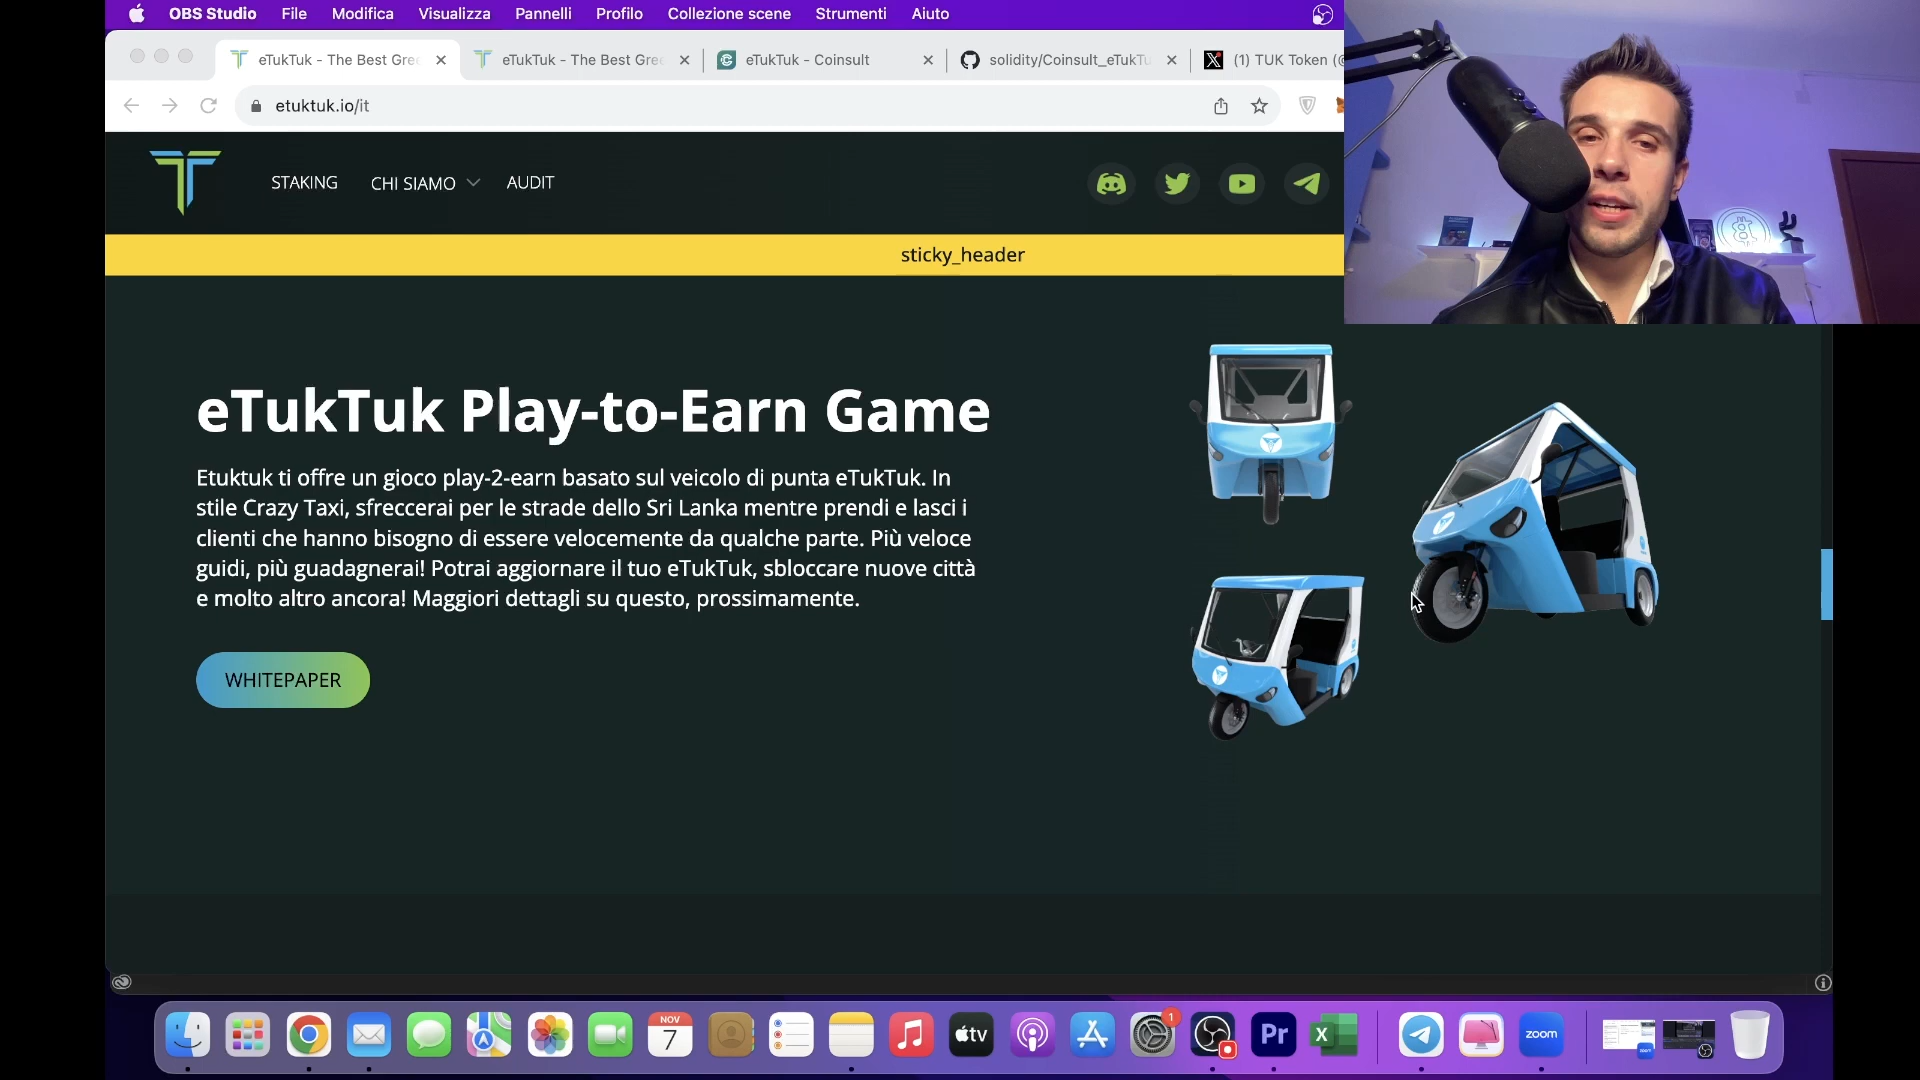 OBS Studio File Modifica Visualizza Pannelli Profilo Collezione scene Strumenti Aiuto
eTukTuk - The Best Gre
eTukTuk - The Best Gre
eTukTuk - Coinsult
solidity/Coinsult_eTukTu
(1) TUK Token (@
etuktuk.io/it
STAKING CHI SIAMO AUDIT
sticky_header
eTukTuk Play-to-Earn Game
Etuktuk ti offre un gioco play-2-earn basato sul veicolo di punta eTukTuk. In
stile Crazy Taxi, sfreccerai per le strade dello Sri Lanka mentre prendi e lasci i
clienti che hanno bisogno di essere velocemente da qualche parte. Più veloce
guidi, più guadagnerai! Potrai aggiornare il tuo eTukTuk, sbloccare nuove città
e molto altro ancora! Maggiori dettagli su questo, prossimamente.
WHITEPAPER
NOV
7
tv
1
Pr
X
zoom